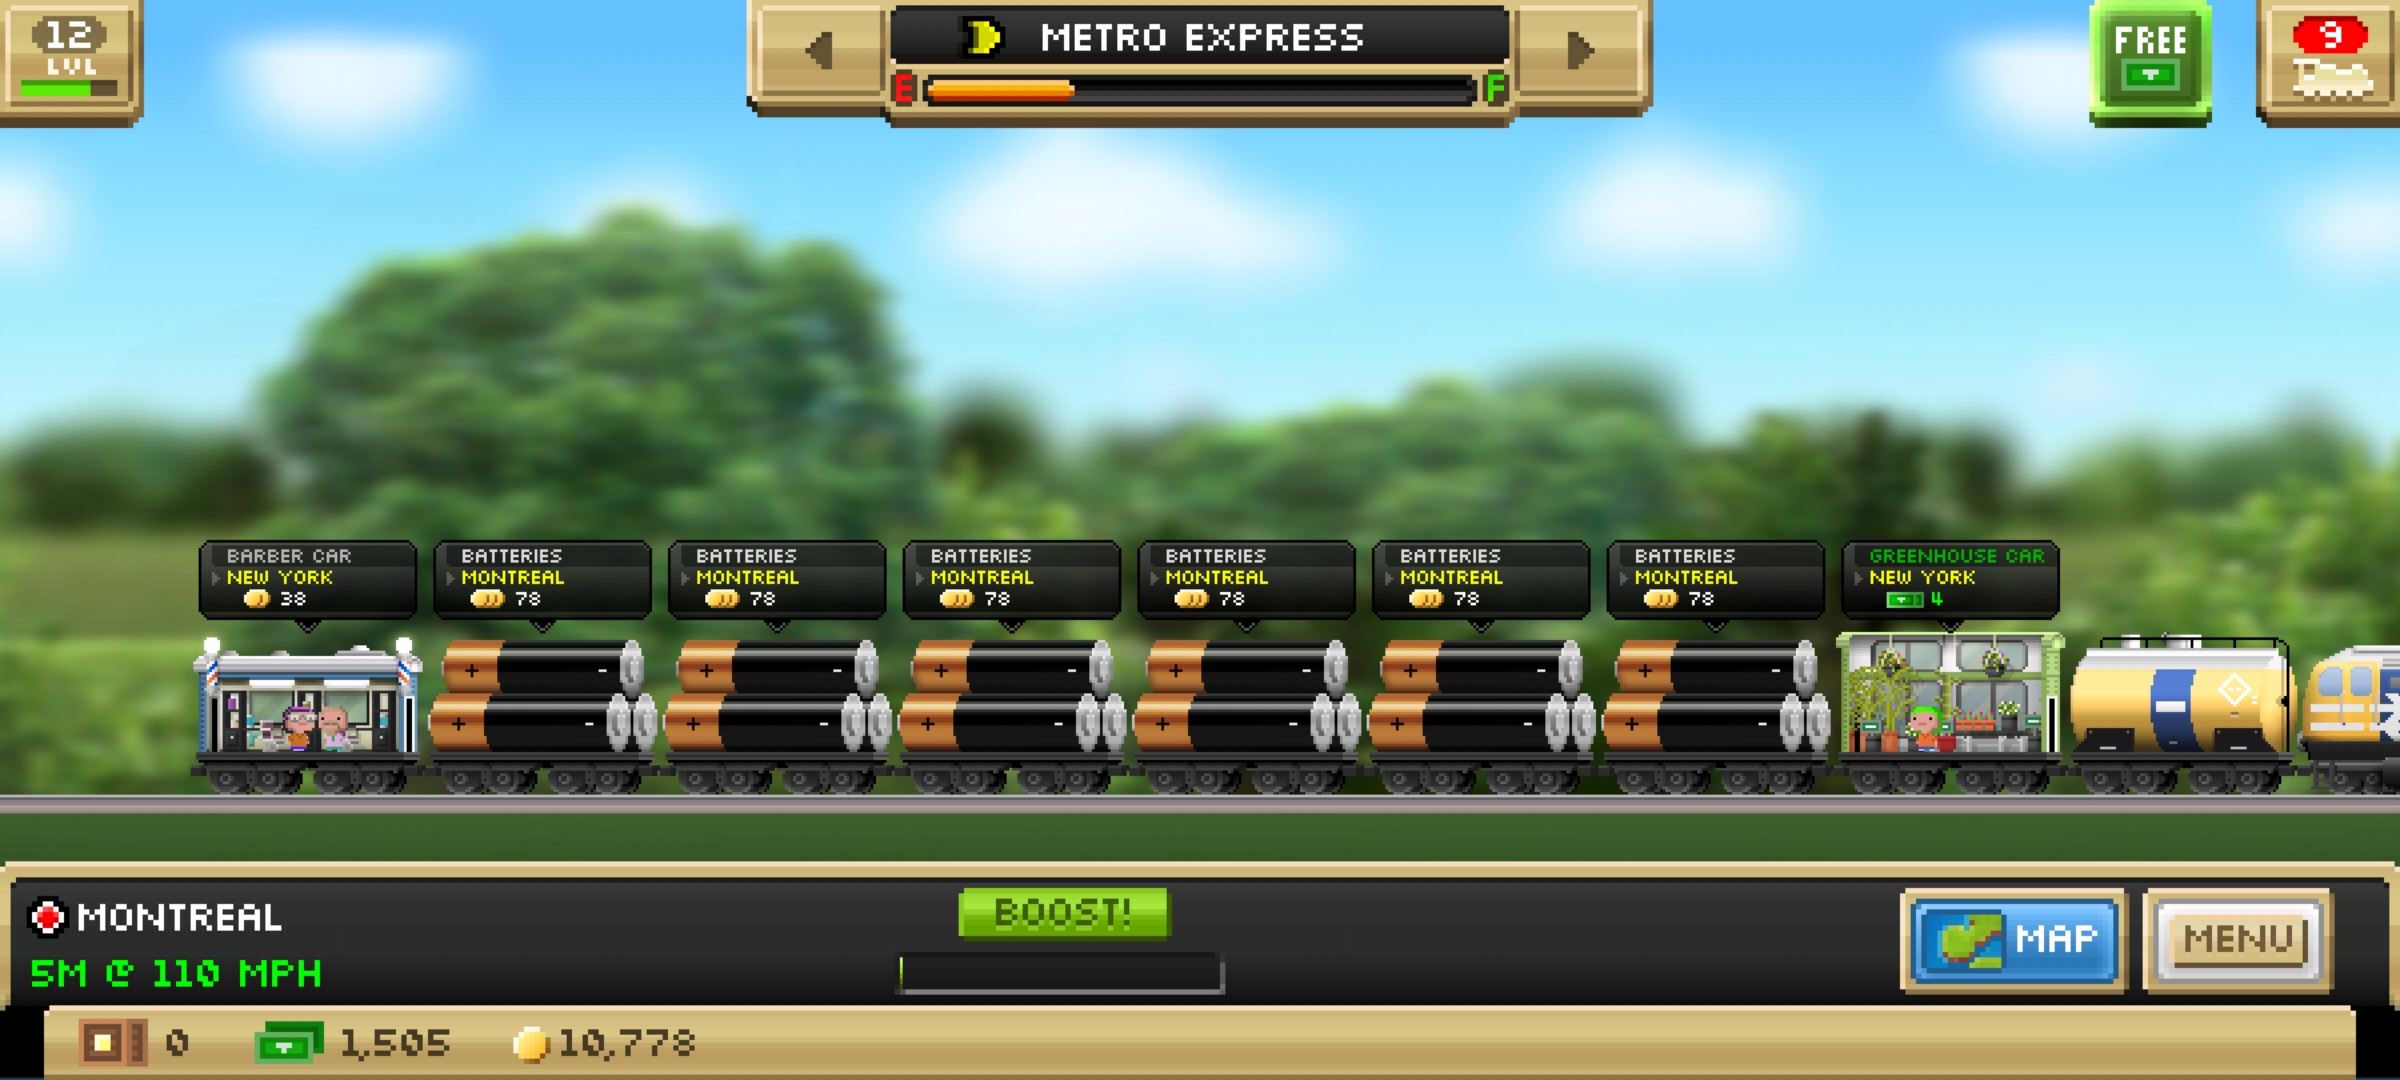 12
LVL
METRO EXPRESS
E F
FREE
9
BARBER CAR
NEW YORK
38
BATTERIES
MONTREAL
78
BATTERIES
MONTREAL
78
BATTERIES
MONTREAL
78
BATTERIES
MONTREAL
78
BATTERIES
MONTREAL
78
BATTERIES
MONTREAL
78
GREENHOUSE CAR
NEW YORK
4
MONTREAL
5M @ 110 MPH
BOOST!
MAP
MENU
0
1,505
10,778